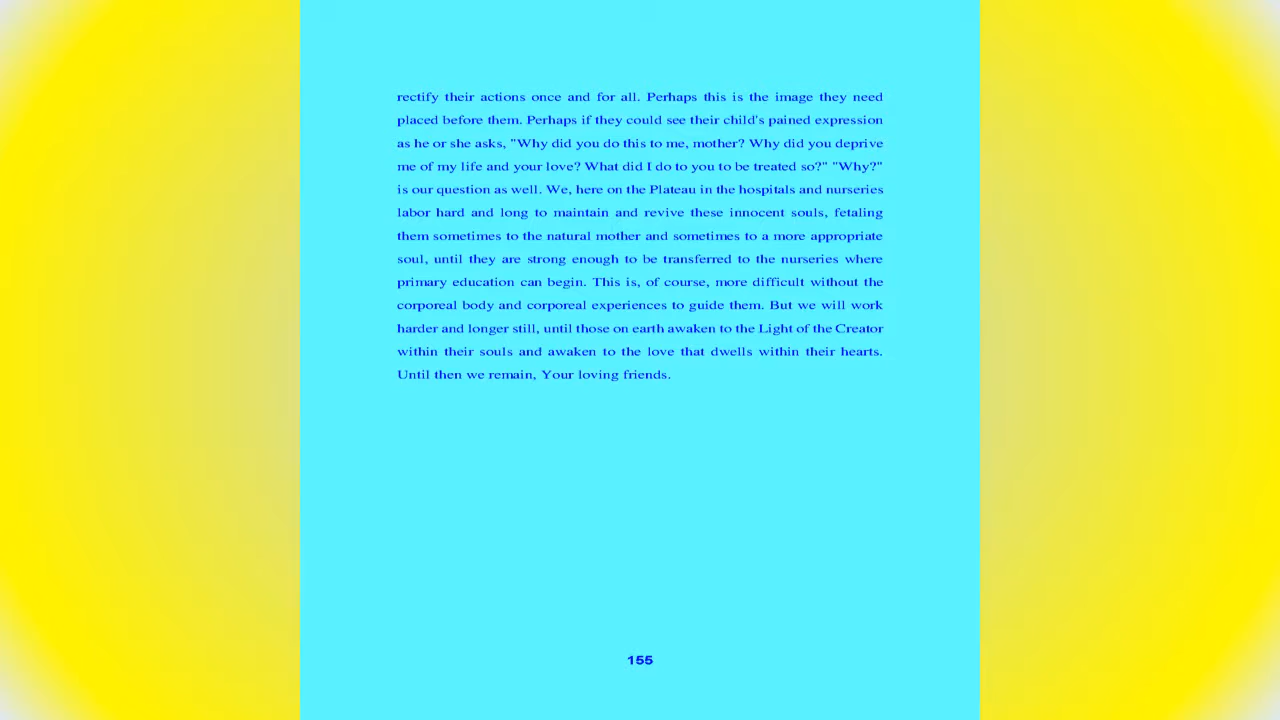 rectify their actions once and for all. Perhaps this is the image they need
placed before them. Perhaps if they could see their child's pained expression
as he or she asks, "Why did you do this to me, mother? Why did you deprive
me of my life and your love? What did I do to you to be treated so?" "Why?"
is our question as well. We, here on the Plateau in the hospitals and nurseries
labor hard and long to maintain and revive these innocent souls, fetaling
them sometimes to the natural mother and sometimes to a more appropriate
soul, until they are strong enough to be transferred to the nurseries where
primary education can begin. This is, of course, more difficult without the
corporeal body and corporeal experiences to guide them. But we will work
harder and longer still, until those on earth awaken to the Light of the Creator
within their souls and awaken to the love that dwells within their hearts.
Until then we remain, Your loving friends.
155